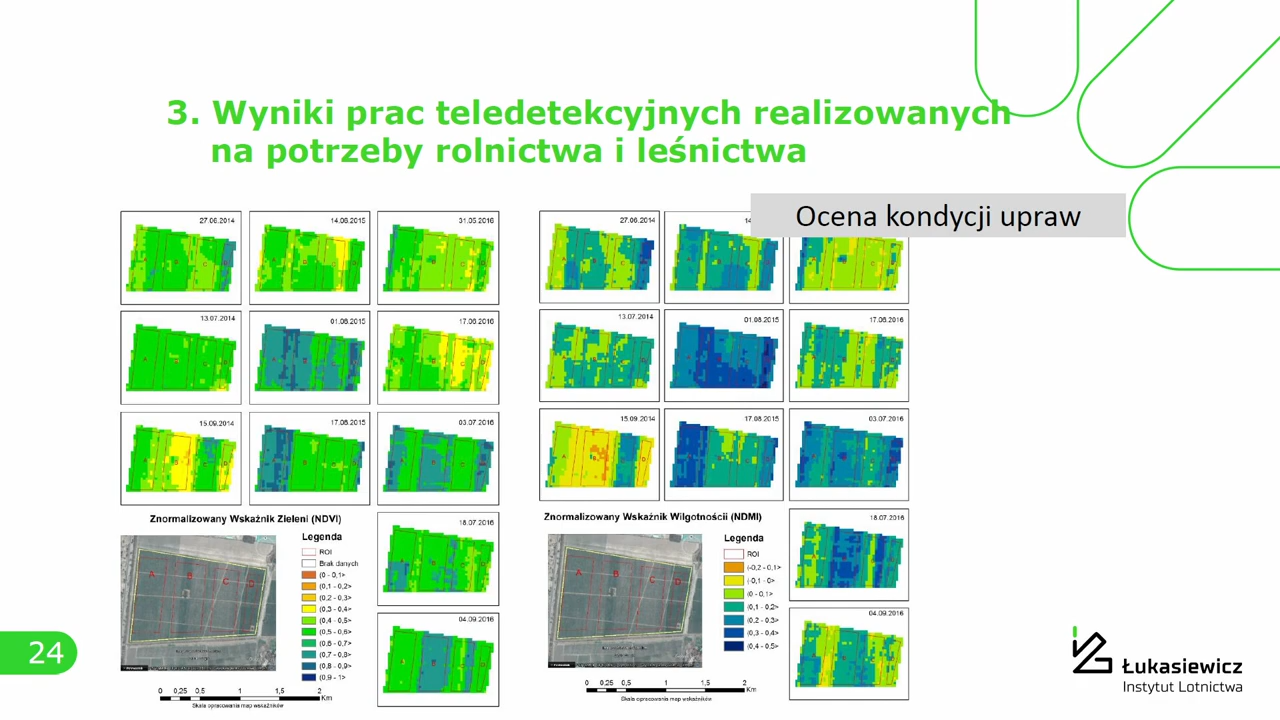 3. Wyniki prac teledetekcyjnych realizowanych
na potrzeby rolnictwa i leśnictwa
Ocena kondycji upraw
27.06.2014
14.06.2015
31.05.2016
13.07.2014
01.08.2015
17.06.2016
15.09.2014
17.08.2015
03.07.2016
18.07.2016
04.09.2016
Znormalizowany Wskaźnik Zieleni (NDVI)
A B C D
Legenda
ROI
Brak danych
(0 - 0,1>
(0,1 - 0,2>
(0,2 - 0,3>
(0,3 - 0,4>
(0,4 - 0,5>
(0,5 - 0,6>
(0,6 - 0,7>
(0,7 - 0,8>
(0,8 - 0,9>
(0,9 - 1>
0 0,25 0,5 1 1,5 2
Km
Skala opracowania map wskaźników
27.06.2014
14
13.07.2014
01.08.2015
17.06.2016
15.09.2014
17.08.2015
03.07.2016
18.07.2016
04.09.2016
Znormalizowany Wskaźnik Wilgotności (NDMI)
A B C D
Legenda
ROI
(-0,2 - 0,1>
(-0,1 - 0>
(0 - 0,1>
(0,1 - 0,2>
(0,2 - 0,3>
(0,3 - 0,4>
(0,4 - 0,5>
0 0,25 0,5 1 1,5 2
Km
Skala opracowania map wskaźników
24
Łukasiewicz
Instytut Lotnictwa